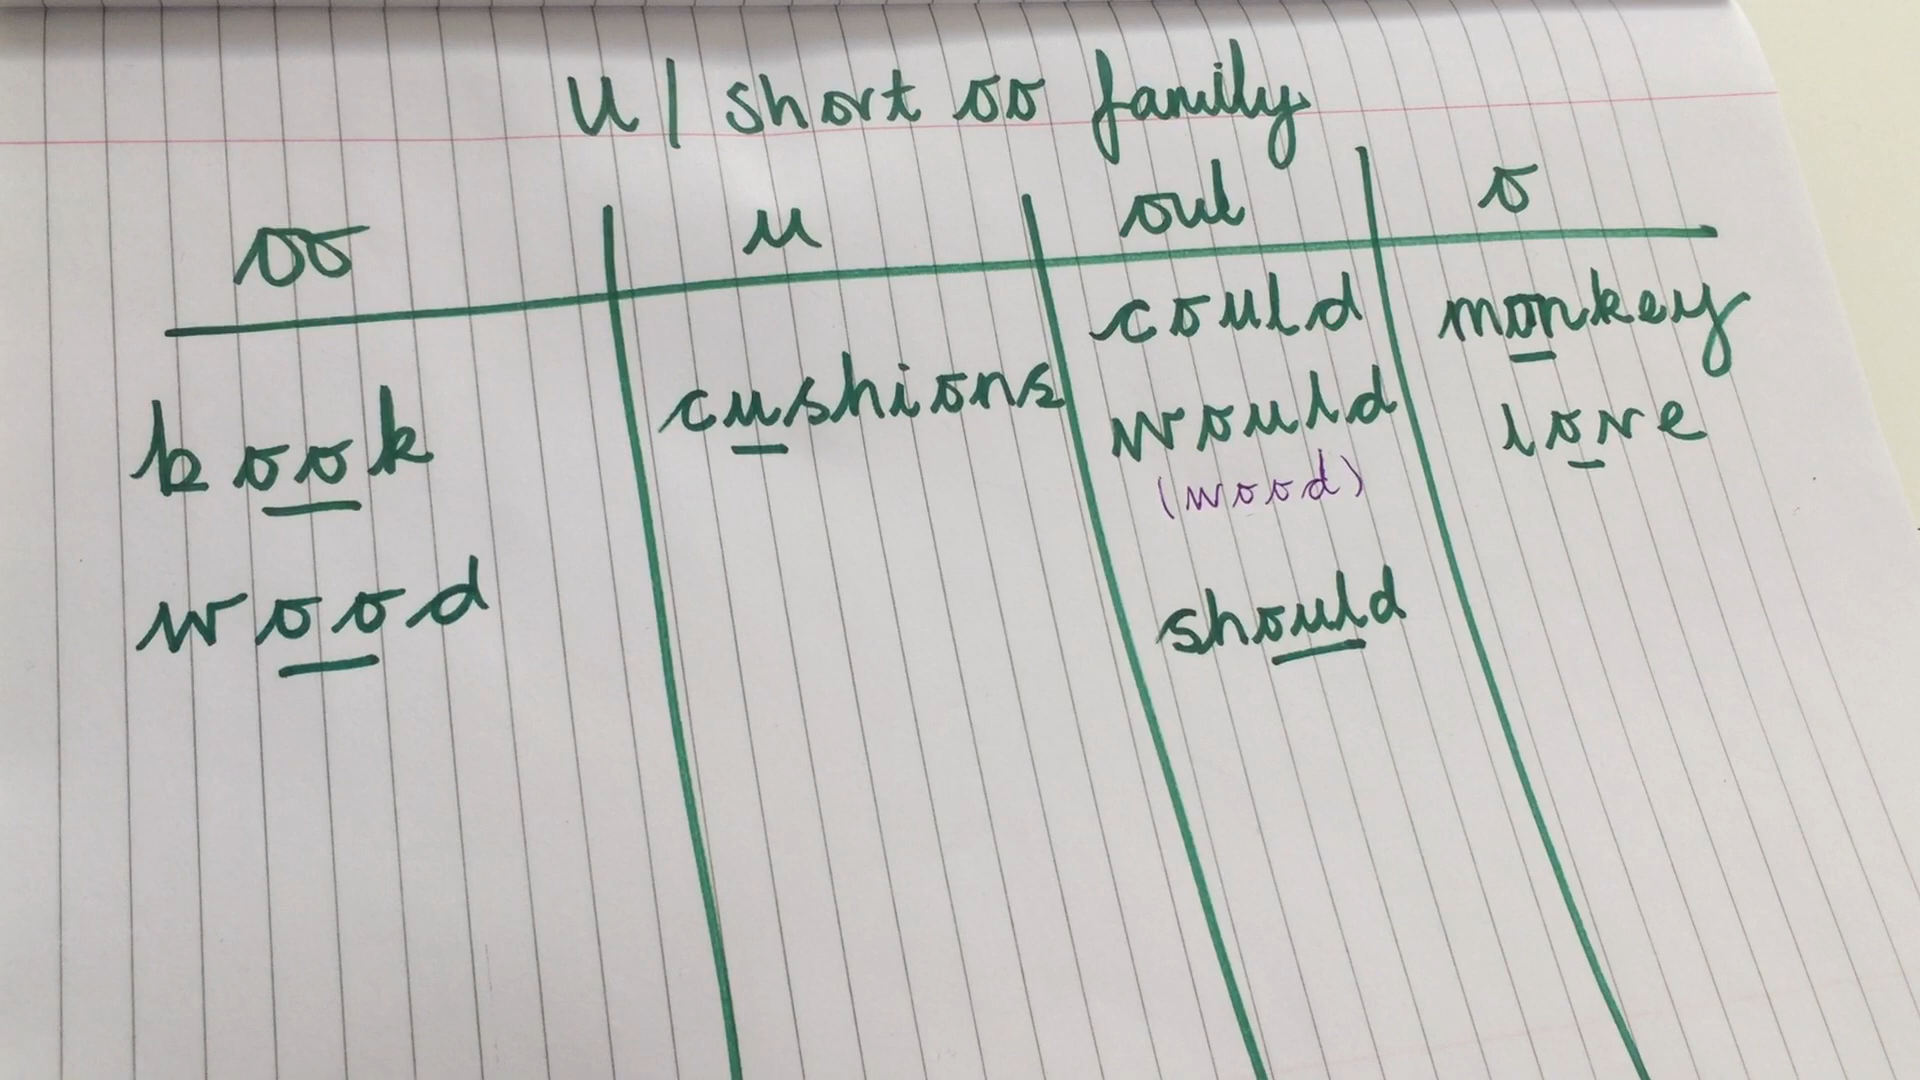 u / short oo family
oo u oul o
book
wood
cushions
could
would
(wood)
should
monkey
love